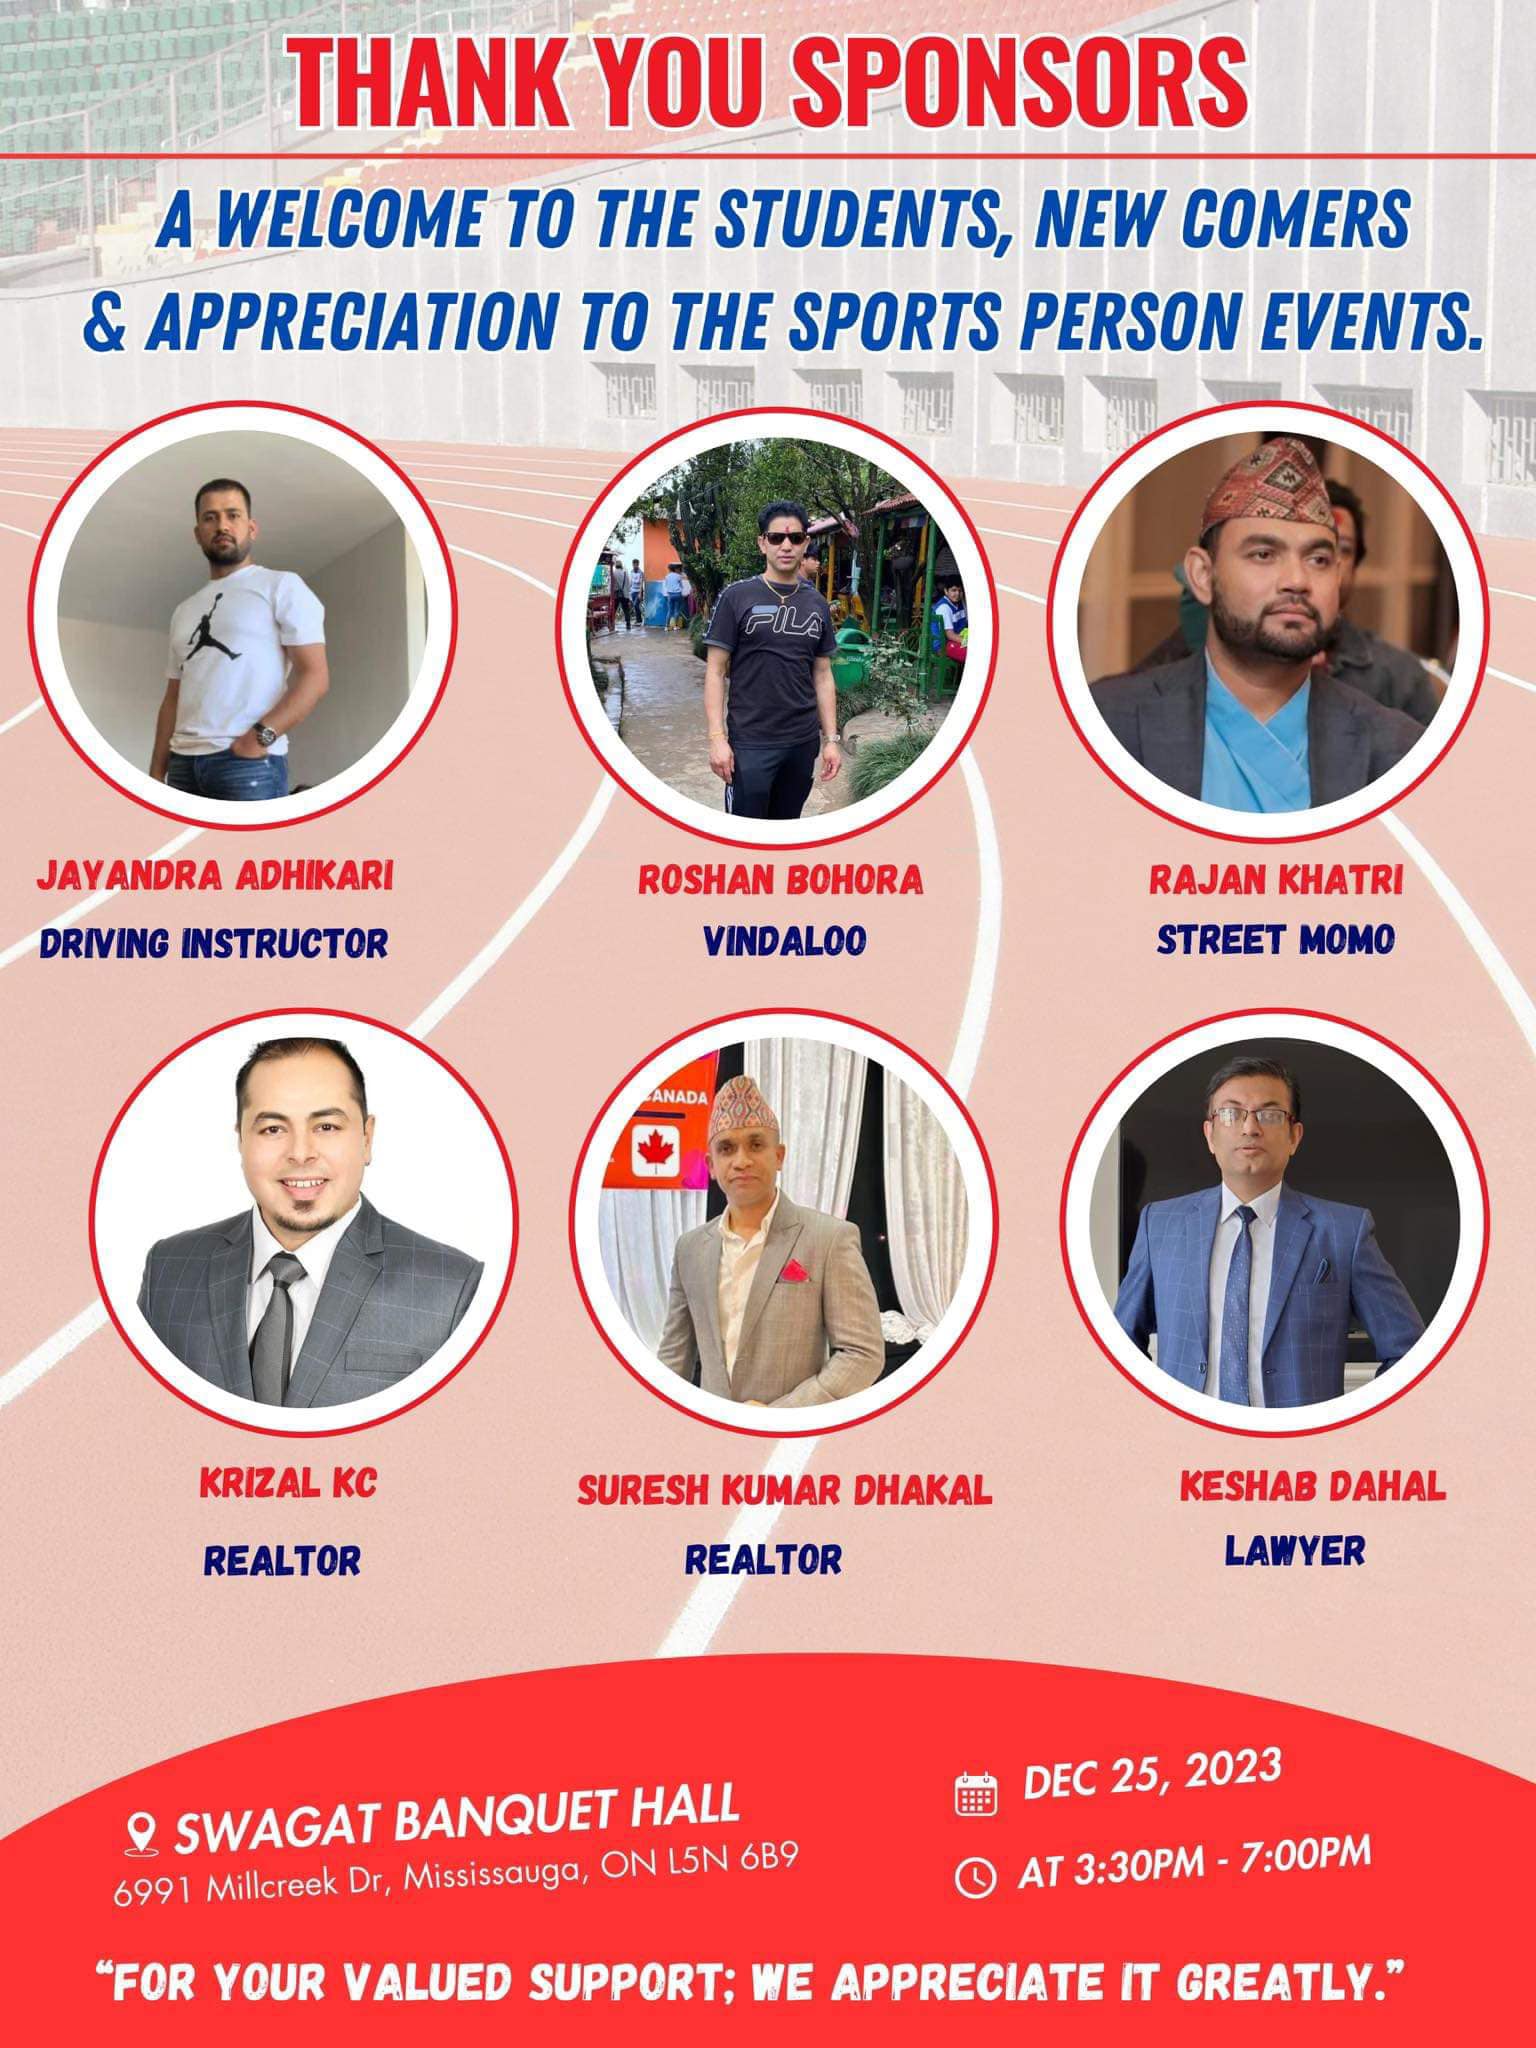 THANK YOU SPONSORS
A WELCOME TO THE STUDENTS, NEW COMERS
& APPRECIATION TO THE SPORTS PERSON EVENTS.
FILA
CANADA
JAYANDRA ADHIKARI
DRIVING INSTRUCTOR
ROSHAN BOHORA
VINDALOO
RAJAN KHATRI
STREET MOMO
KRIZAL KC
REALTOR
SURESH KUMAR DHAKAL
REALTOR
KESHAB DAHAL
LAWYER
SWAGAT BANQUET HALL
6991 Millcreek Dr, Mississauga, ON L5N 6B9
DEC 25, 2023
AT 3:30PM - 7:00PM
“FOR YOUR VALUED SUPPORT; WE APPRECIATE IT GREATLY.”